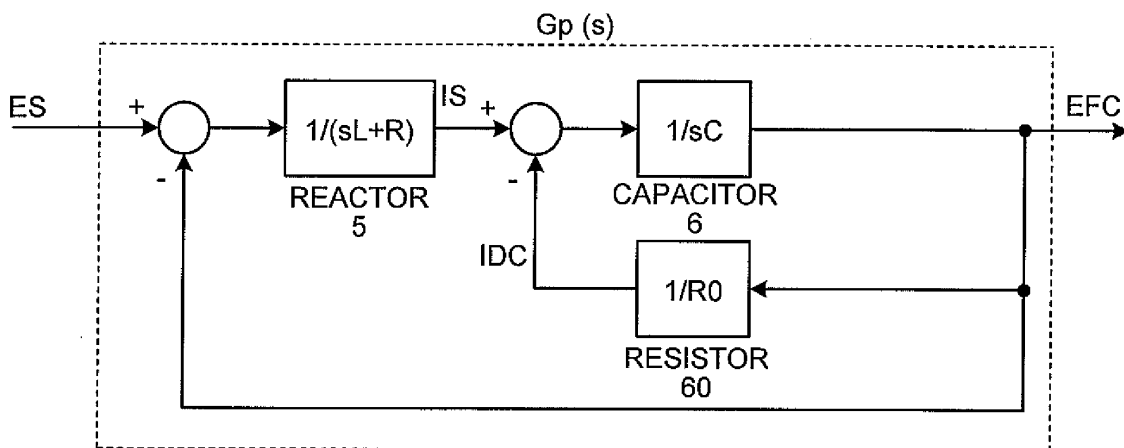 Gp (s)
ES
+
-
1/(sL+R)
REACTOR
5
IS
+
-
1/sC
CAPACITOR
6
EFC
IDC
1/R0
RESISTOR
60